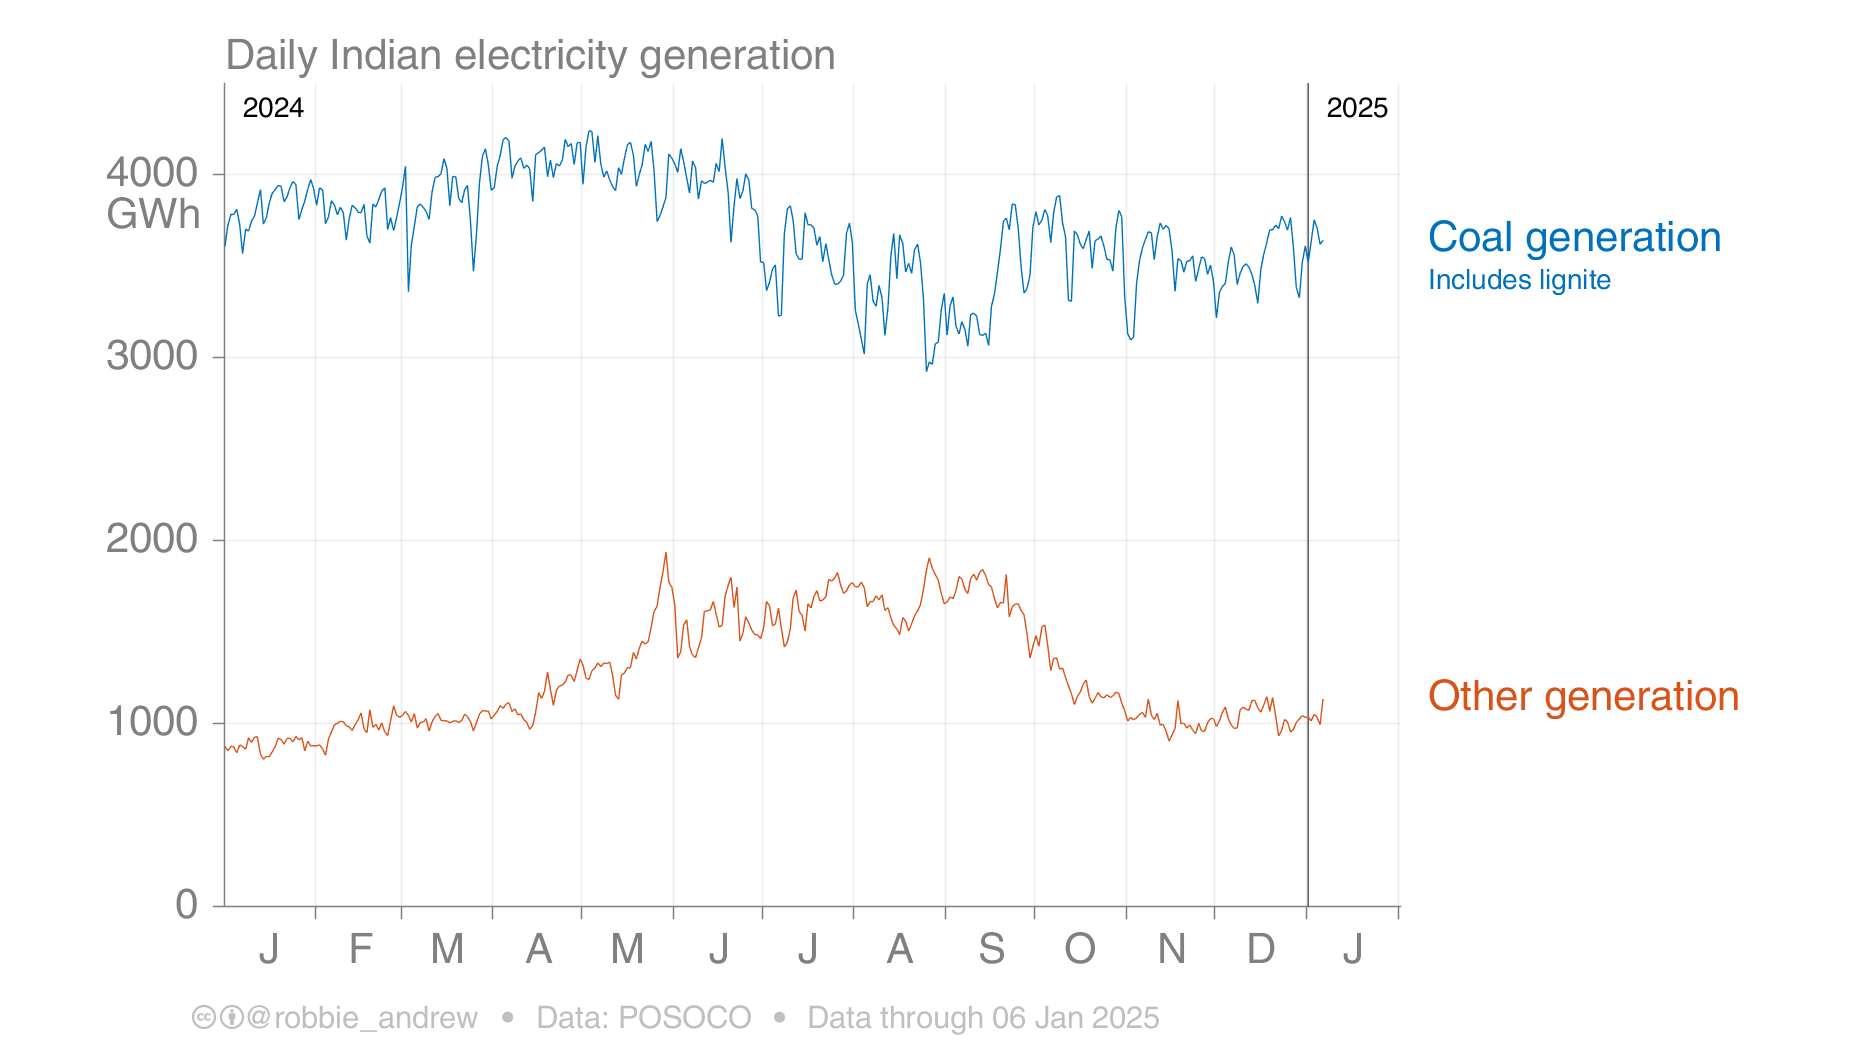 Daily Indian electricity generation
2024
2025
4000
GWh
3000
2000
1000
0
Coal generation
Includes lignite
Other generation
J F M A M J J A S O N D J
@robbie_andrew • Data: POSOCO • Data through 06 Jan 2025